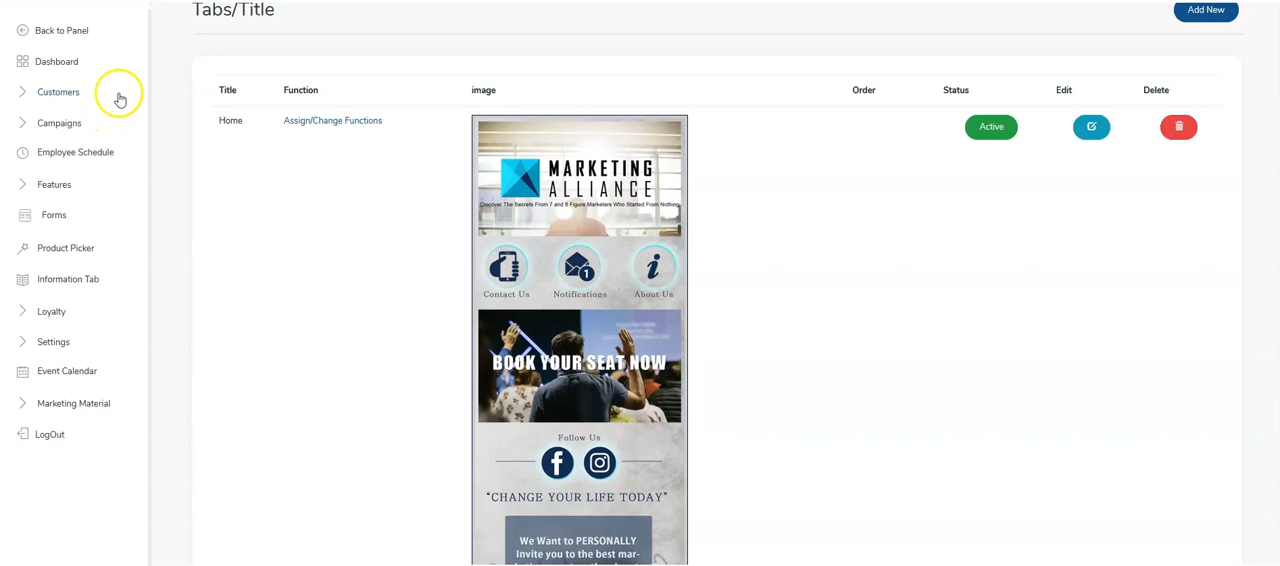 Tabs/Title
Add New
Back to Panel
Dashboard
Customers
Campaigns
Employee Schedule
Features
Forms
Product Picker
Information Tab
Loyalty
Settings
Event Calendar
Marketing Material
LogOut
Title Function image Order Status Edit Delete
Home Assign/Change Functions Active
MARKETING
ALLIANCE
Discover The Secrets From 7 and 8 Figure Marketers Who Started From Nothing
1
Contact Us Notifications About Us
BOOK YOUR SEAT NOW
Follow Us
"CHANGE YOUR LIFE TODAY"
We Want to PERSONALLY
Invite you to the best mar-